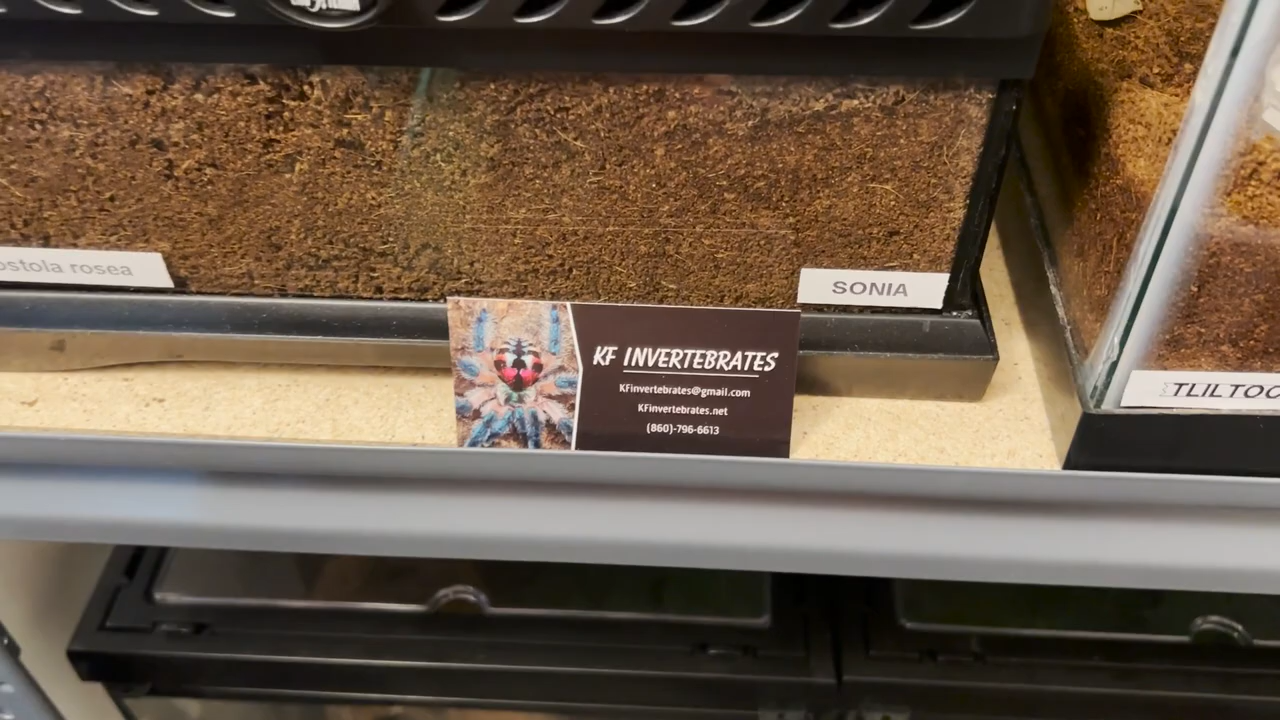 ostola rosea
SONIA
KF INVERTEBRATES
KFinvertebrates@gmail.com
KFinvertebrates.net
(860)-796-6613
TLILTOC